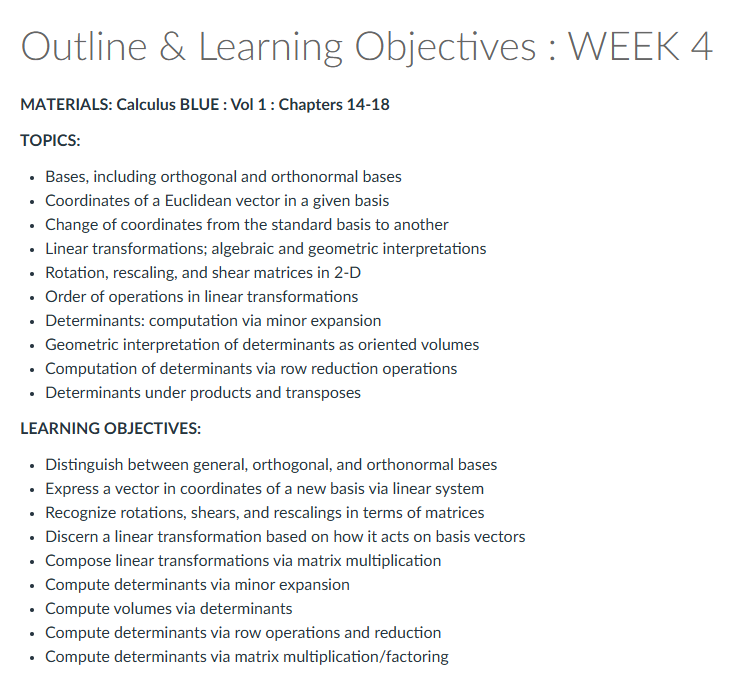 Outline & Learning Objectives : WEEK 4
MATERIALS: Calculus BLUE : Vol 1 : Chapters 14-18
TOPICS:
• Bases, including orthogonal and orthonormal bases
• Coordinates of a Euclidean vector in a given basis
• Change of coordinates from the standard basis to another
• Linear transformations; algebraic and geometric interpretations
• Rotation, rescaling, and shear matrices in 2-D
• Order of operations in linear transformations
• Determinants: computation via minor expansion
• Geometric interpretation of determinants as oriented volumes
• Computation of determinants via row reduction operations
• Determinants under products and transposes
LEARNING OBJECTIVES:
• Distinguish between general, orthogonal, and orthonormal bases
• Express a vector in coordinates of a new basis via linear system
• Recognize rotations, shears, and rescalings in terms of matrices
• Discern a linear transformation based on how it acts on basis vectors
• Compose linear transformations via matrix multiplication
• Compute determinants via minor expansion
• Compute volumes via determinants
• Compute determinants via row operations and reduction
• Compute determinants via matrix multiplication/factoring